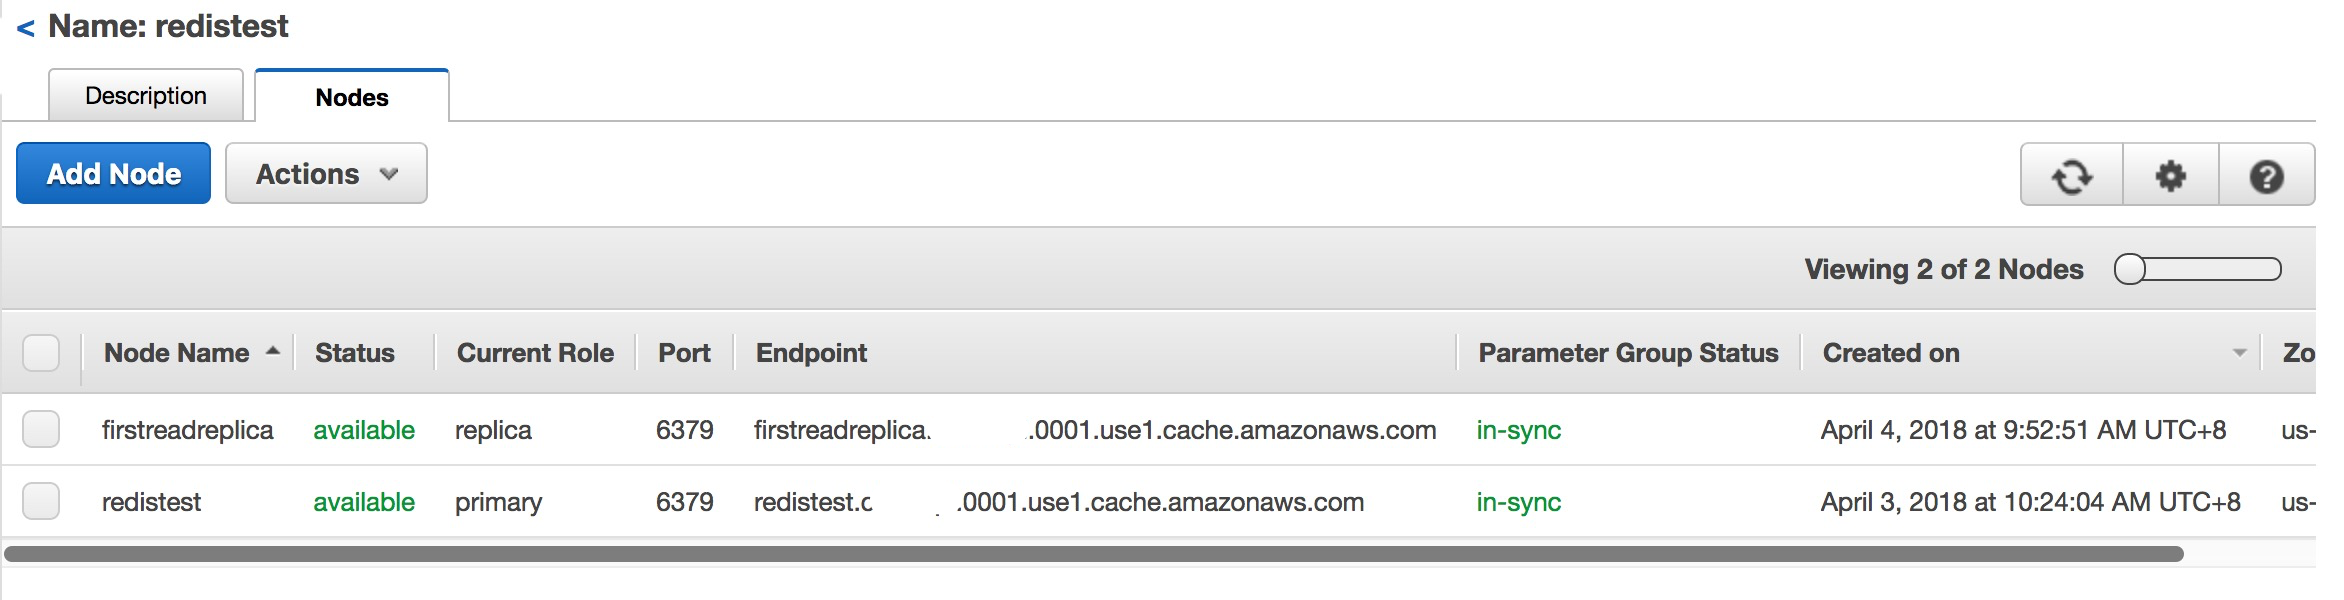 < Name: redistest
Description Nodes
Add Node Actions
Viewing 2 of 2 Nodes
Node Name Status Current Role Port Endpoint Parameter Group Status Created on Zo
firstreadreplica available replica 6379 firstreadreplica. .0001.use1.cache.amazonaws.com in-sync April 4, 2018 at 9:52:51 AM UTC+8 us-
redistest available primary 6379 redistest.c .0001.use1.cache.amazonaws.com in-sync April 3, 2018 at 10:24:04 AM UTC+8 us-